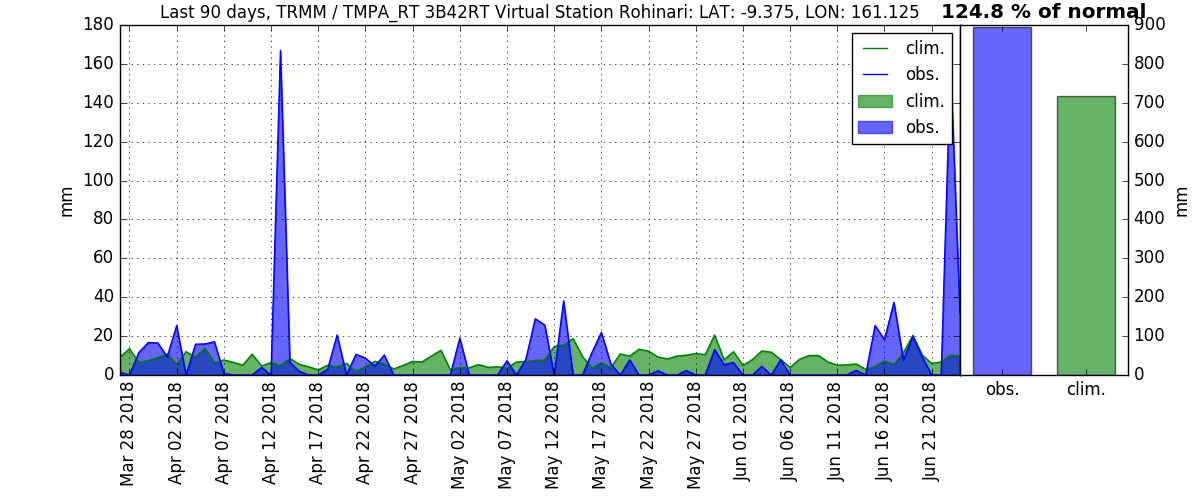 Last 90 days, TRMM / TMPA_RT 3B42RT Virtual Station Rohinari: LAT: -9.375, LON: 161.125
124.8 % of normal
180
160
140
120
100
80
60
40
20
0
mm
clim.
obs.
clim.
obs.
900
800
700
600
500
400
300
200
100
0
mm
Mar 28 2018
Apr 02 2018
Apr 07 2018
Apr 12 2018
Apr 17 2018
Apr 22 2018
Apr 27 2018
May 02 2018
May 07 2018
May 12 2018
May 17 2018
May 22 2018
May 28 2018
Jun 01 2018
Jun 06 2018
Jun 11 2018
Jun 16 2018
Jun 21 2018
obs.
clim.